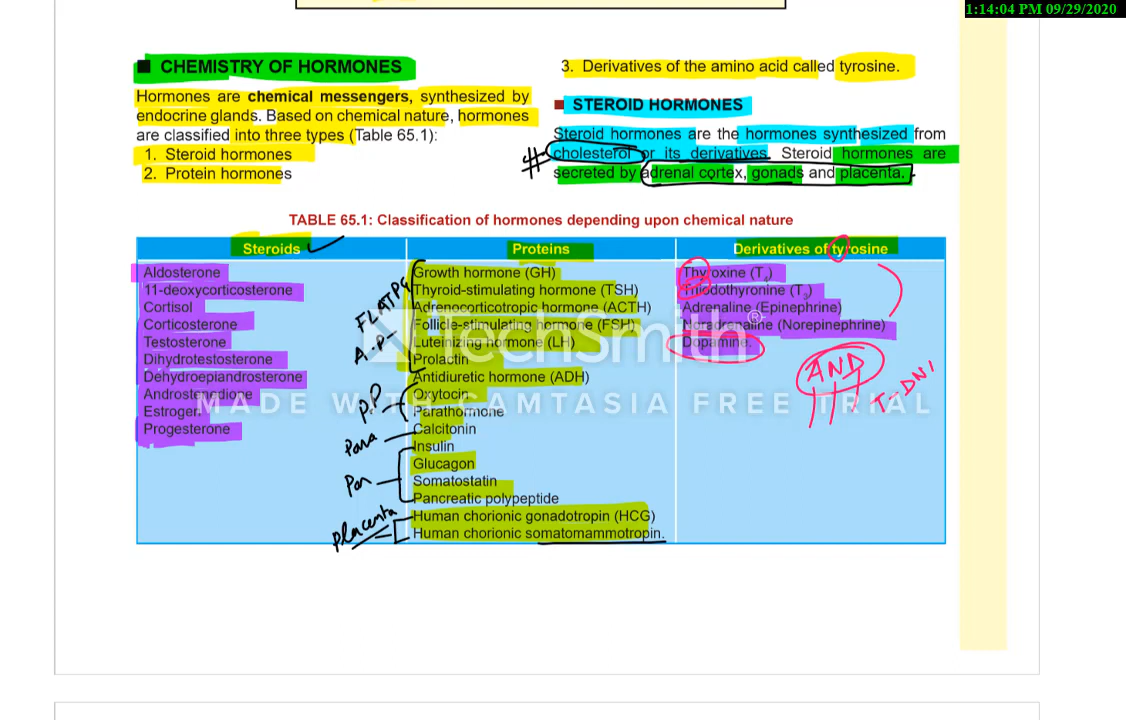 1:14:04 PM 09/29/2020
CHEMISTRY OF HORMONES
Hormones are chemical messengers, synthesized by
endocrine glands. Based on chemical nature, hormones
are classified into three types (Table 65.1):
1. Steroid hormones
2. Protein hormones
3. Derivatives of the amino acid called tyrosine.
STEROID HORMONES
Steroid hormones are the hormones synthesized from
cholesterol or its derivatives. Steroid hormones are
secreted by adrenal cortex, gonads and placenta.
#
TABLE 65.1: Classification of hormones depending upon chemical nature
Steroids
Aldosterone
11-deoxycorticosterone
Cortisol
Corticosterone
Testosterone
Dihydrotestosterone
Dehydroepiandrosterone
Androstenedione
Estrogen
Progesterone
Proteins
Growth hormone (GH)
Thyroid-stimulating hormone (TSH)
Adrenocorticotropic hormone (ACTH)
Follicle-stimulating hormone (FSH)
Luteinizing hormone (LH)
Prolactin
Antidiuretic hormone (ADH)
Oxytocin
Parathormone
Calcitonin
Insulin
Glucagon
Somatostatin
Pancreatic polypeptide
Human chorionic gonadotropin (HCG)
Human chorionic somatomammotropin.
FLATPG
A.P-
P.P
Para
Pan
placenta
Derivatives of tyrosine
Thyroxine (T4)
Triiodothyronine (T3)
Adrenaline (Epinephrine)
Noradrenaline (Norepinephrine)
Dopamine.
AND
TechSmith®
MADE WITH CAMTASIA FREE TRIAL